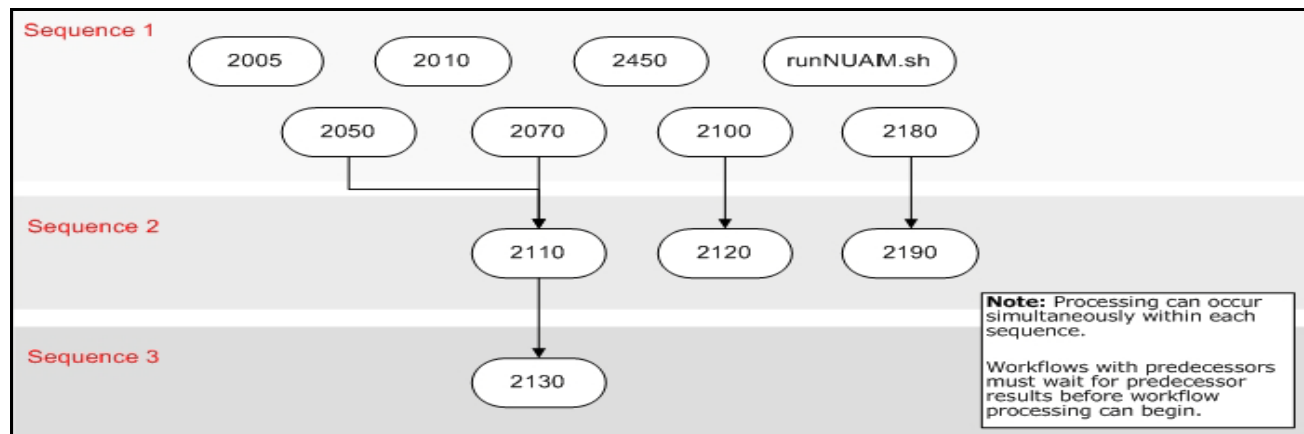 Sequence 1
2005
2010
2450
runNUAM.sh
2050
2070
2100
2180
Sequence 2
2110
2120
2190
Note: Processing can occur
simultaneously within each
sequence.
Workflows with predecessors
must wait for predecessor
results before workflow
processing can begin.
Sequence 3
2130